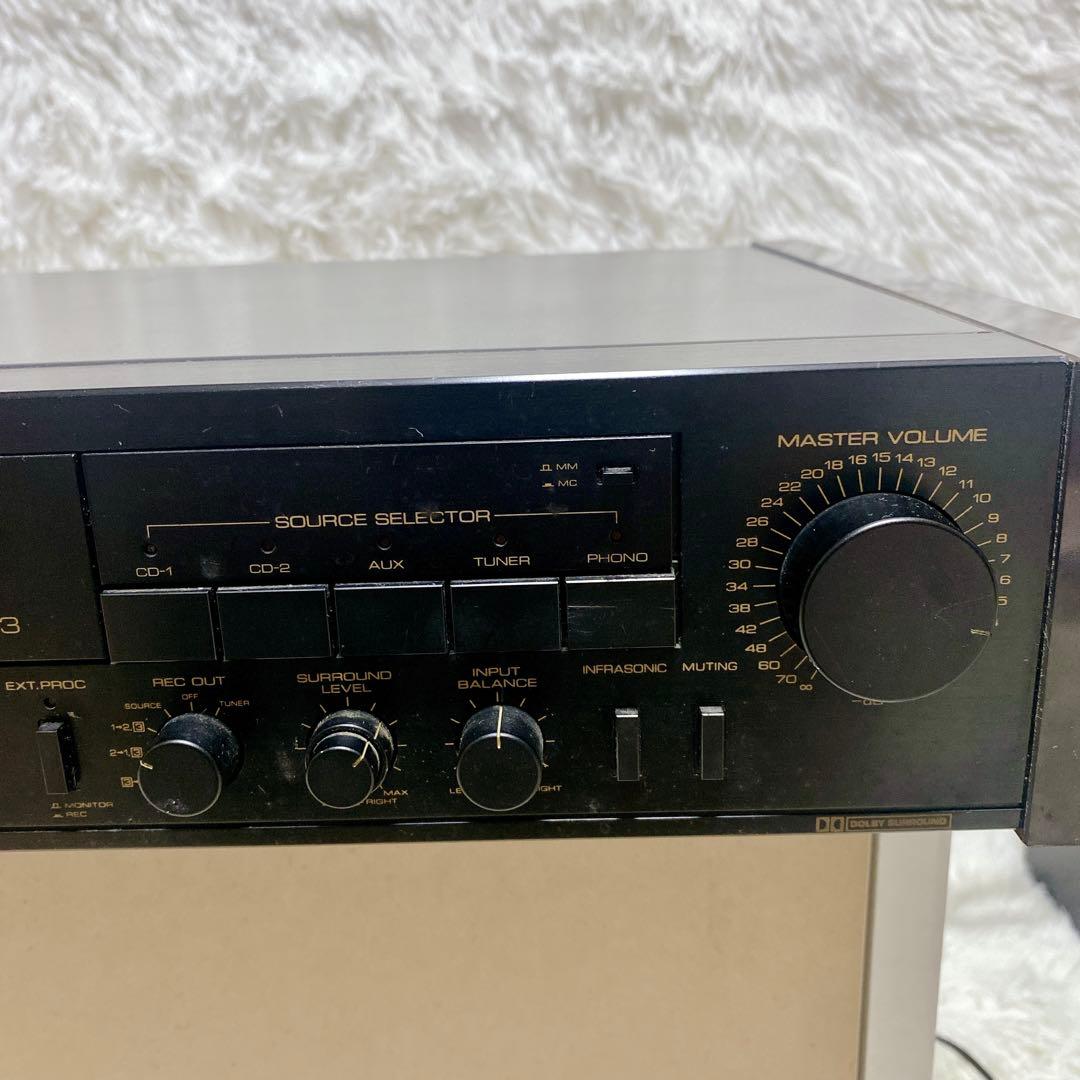 MASTER VOLUME
20 18 16 15 14 13 12
22 11
24 10
26 9
28 8
30 7
34 6
38 5
42
48
60
70
∞
MM
MC
SOURCE SELECTOR
CD-1 CD-2 AUX TUNER PHONO
3
EXT.PROC
REC OUT
SURROUND
LEVEL
INPUT
BALANCE
INFRASONIC
MUTING
SOURCE OFF TUNER
1→2,3
2→1,3
3
MAX
RIGHT
MONITOR
REC
DOLBY SURROUND